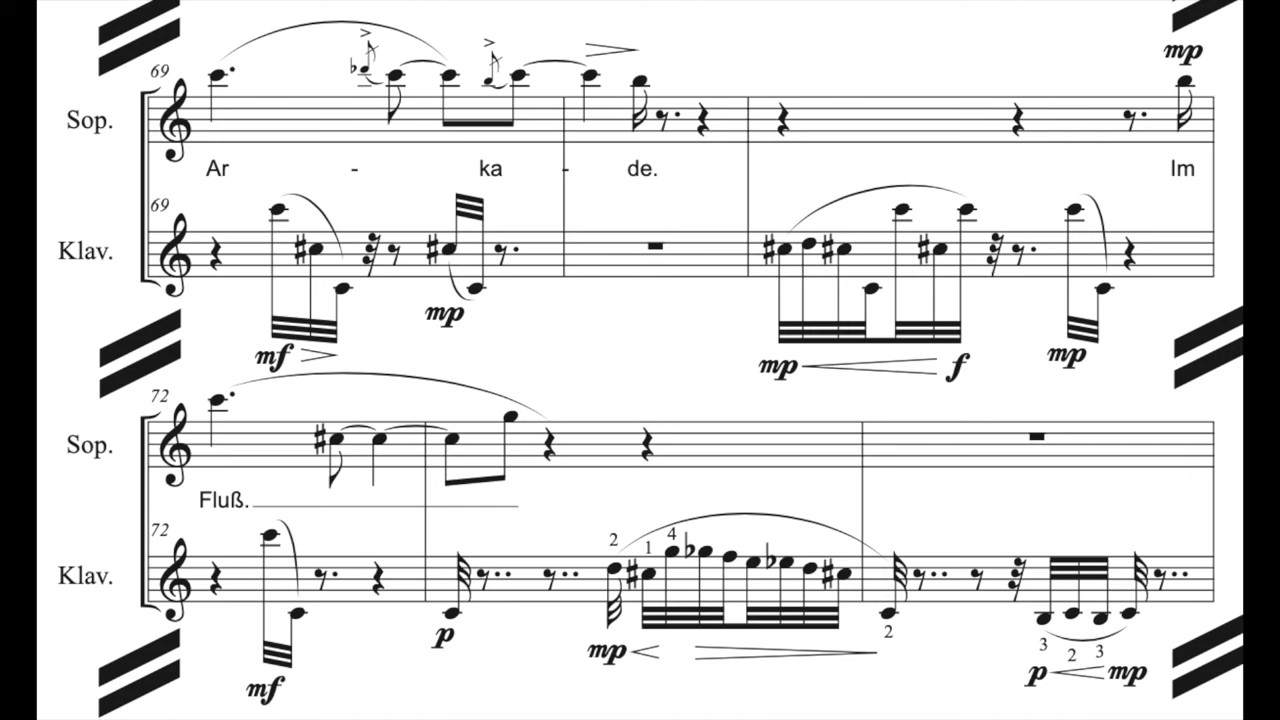 mp
69
Sop.
Ar - ka - de. Im
69
Klav.
mp
mf mp f mp
72
Sop.
Fluß.
72
2 1 4
Klav.
p mp 2
3 2 3
mf p mp